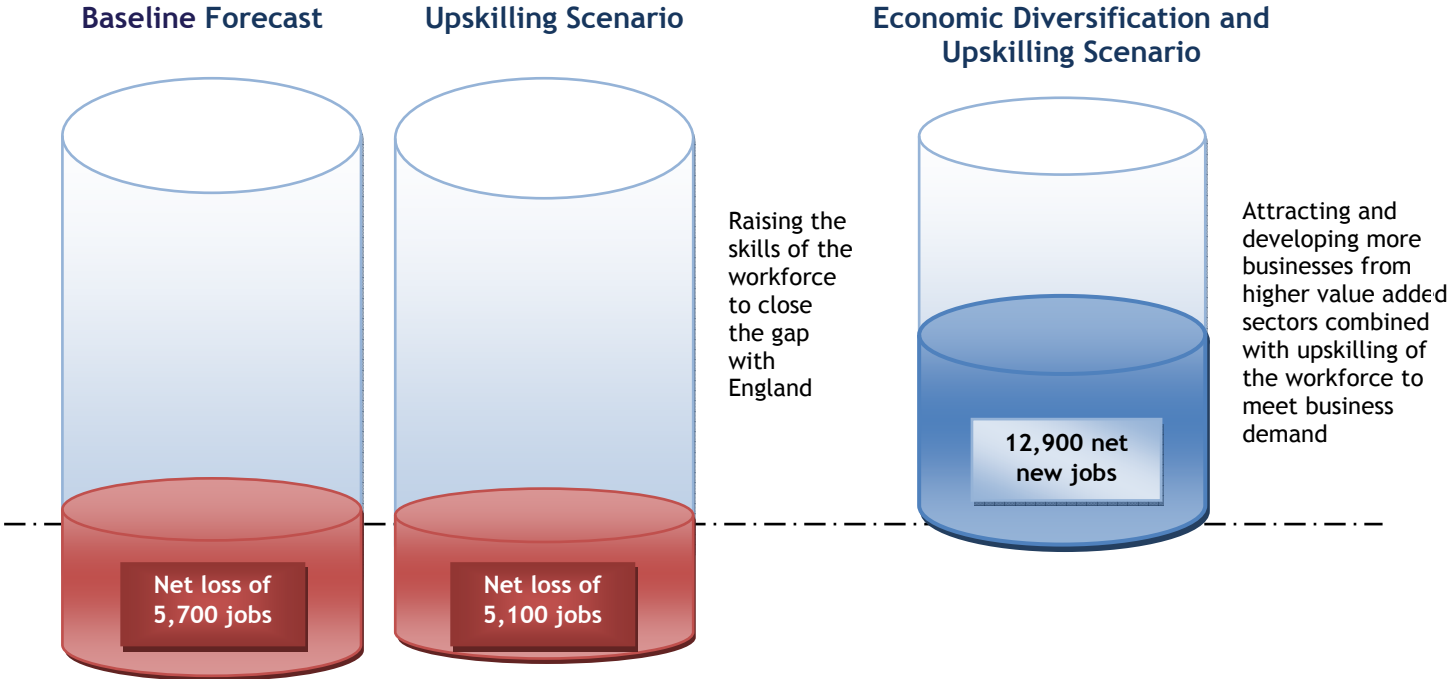 Baseline Forecast
Upskilling Scenario
Economic Diversification and
Upskilling Scenario
Net loss of
5,700 jobs
Net loss of
5,100 jobs
Raising the
skills of the
workforce
to close
the gap
with
England
12,900 net
new jobs
Attracting and
developing more
businesses from
higher value added
sectors combined
with upskilling of
the workforce to
meet business
demand